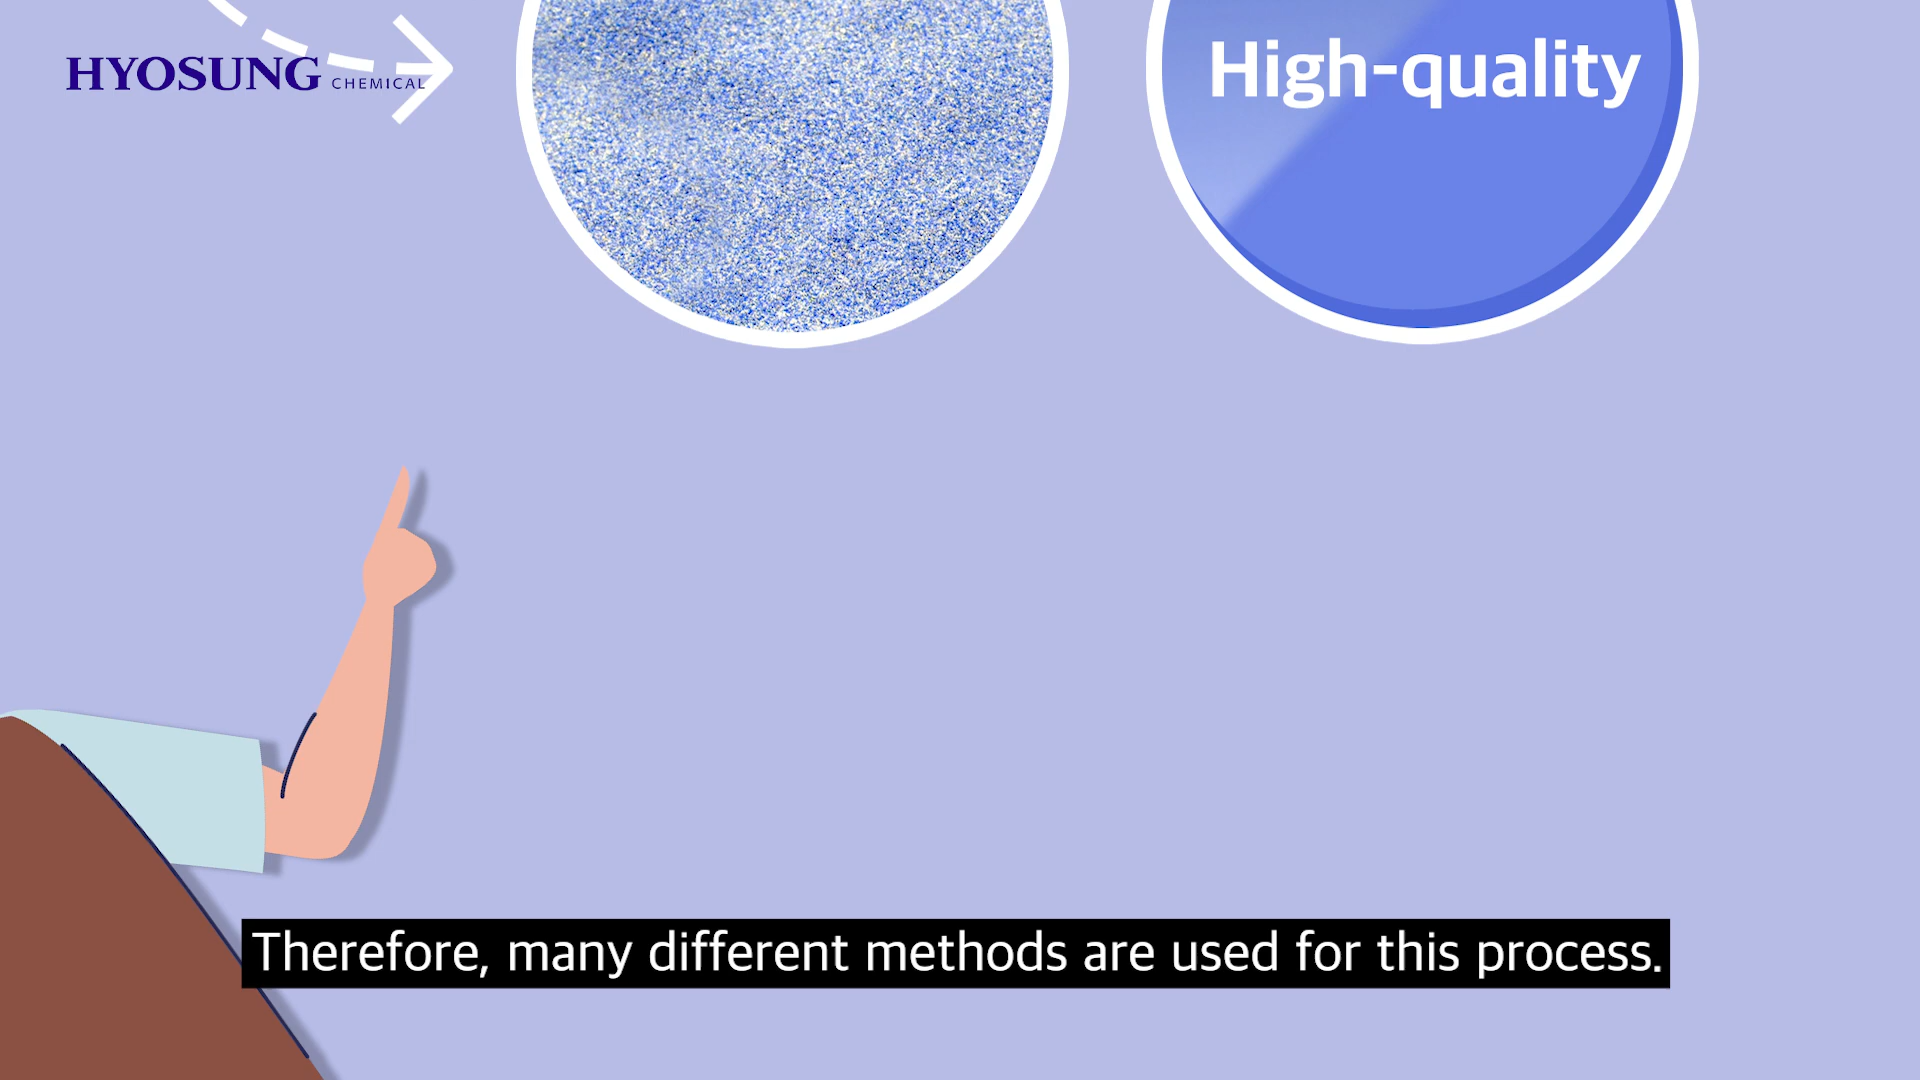 HYOSUNG CHEMICAL
High-quality
Therefore, many different methods are used for this process.